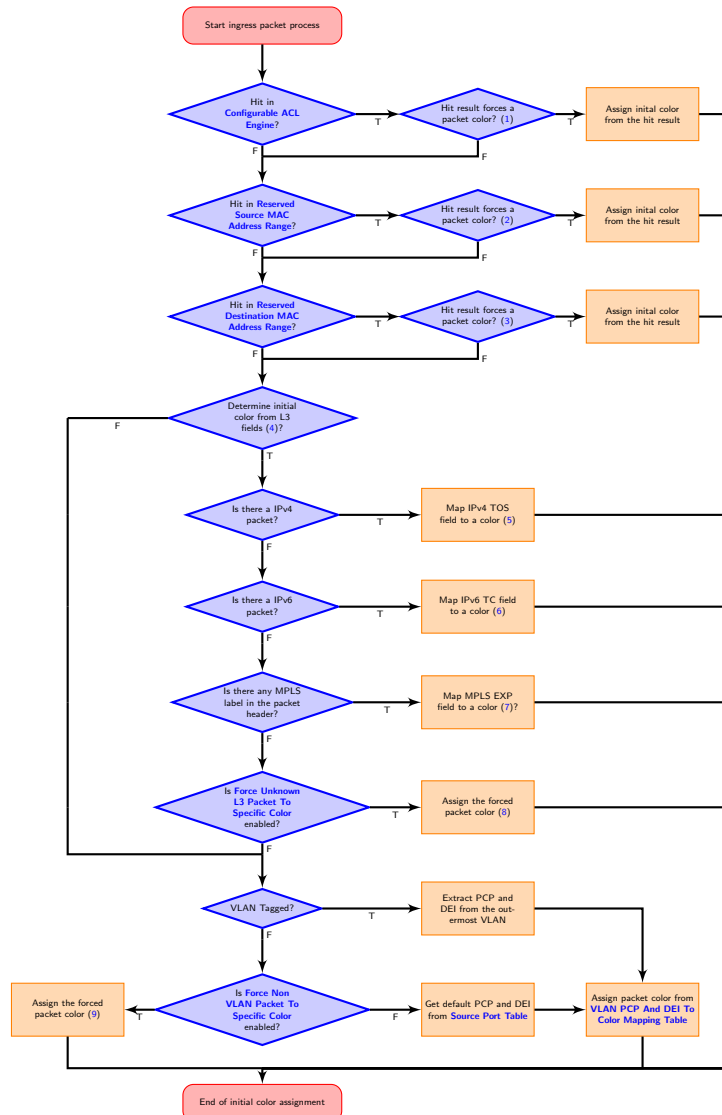 Start ingress packet process
Hit in
Configurable ACL
Engine?
T
F
Hit result forces a
packet color? (1)
T
F
Assign inital color
from the hit result
Hit in Reserved
Source MAC
Address Range?
T
F
Hit result forces a
packet color? (2)
T
F
Assign inital color
from the hit result
Hit in Reserved
Destination MAC
Address Range?
T
F
Hit result forces a
packet color? (3)
T
F
Assign inital color
from the hit result
Determine initial
color from L3
fields (4)?
F
T
Is there a IPv4
packet?
T
F
Map IPv4 TOS
field to a color (5)
Is there a IPv6
packet?
T
F
Map IPv6 TC field
to a color (6)
Is there any MPLS
label in the packet
header?
T
F
Map MPLS EXP
field to a color (7)?
Is Force Unknown
L3 Packet To
Specific Color
enabled?
T
F
Assign the forced
packet color (8)
VLAN Tagged?
T
F
Extract PCP and
DEI from the out-
ermost VLAN
Assign the forced
packet color (9)
T
Is Force Non
VLAN Packet To
Specific Color
enabled?
F
Get default PCP and DEI
from Source Port Table
Assign packet color from
VLAN PCP And DEI To
Color Mapping Table
End of initial color assignment